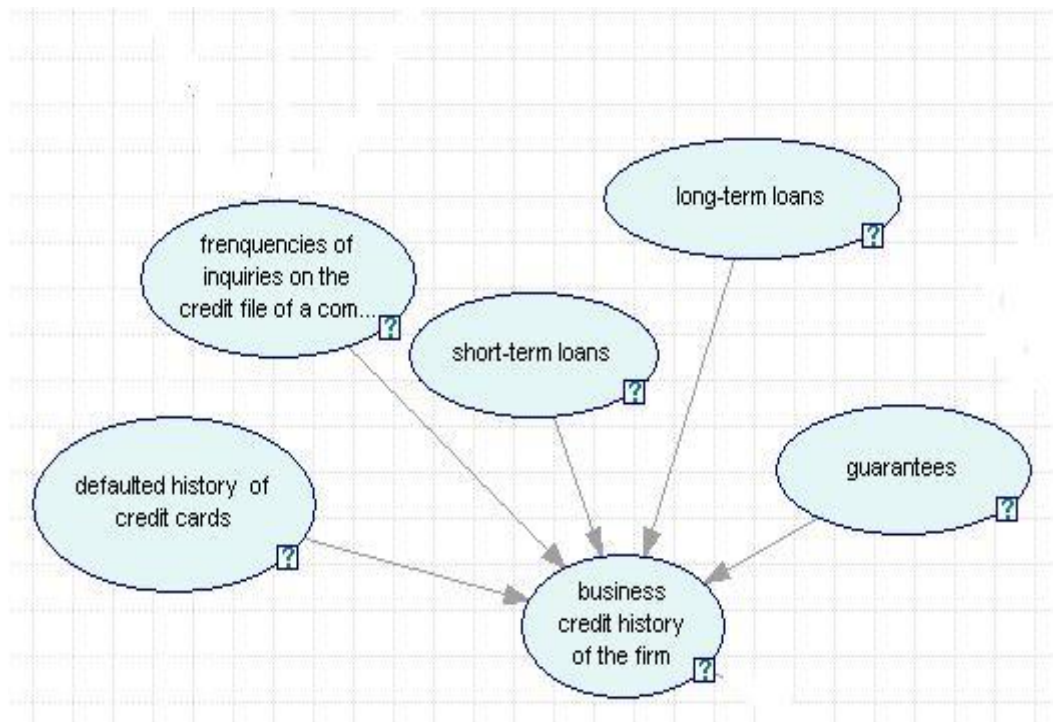 long-term loans
?
frenquencies of
inquiries on the
credit file of a com...
?
short-term loans
?
guarantees
?
defaulted history of
credit cards
?
business
credit history
of the firm
?